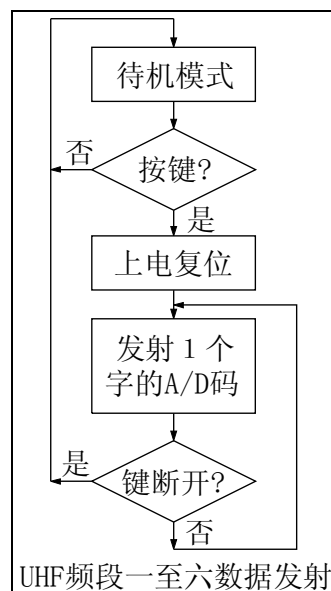 待机模式
按键?
否
是
上电复位
发射1个
字的A/D码
键断开?
是
否
UHF频段一至六数据发射